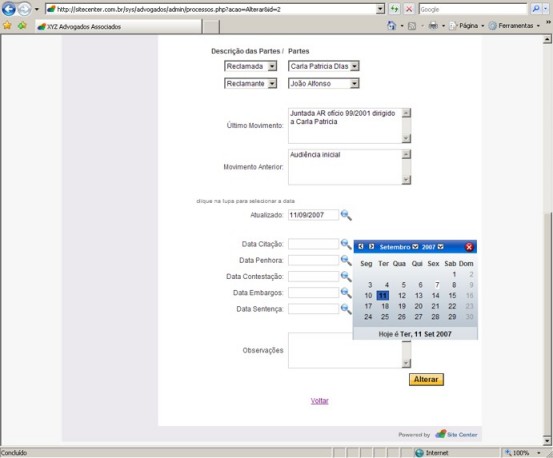 http://sitecenter.com.br/sys/advogados/admin/processos.php?acao=Alterar&id=2
Google
XYZ Advogados Associados
Página
Ferramentas
Descrição das Partes / Partes
Reclamada Carla Patricia Dias
Reclamante João Alfonso
Último Movimento: Juntada AR ofício 99/2001 dirigido
a Carla Patricia
Movimento Anterior: Audiência inicial
clique na lupa para selecionar a data
Atualizado: 11/09/2007
Data Citação:
Setembro 2007
Data Penhora:
Seg Ter Qua Qui Sex Sab Dom
Data Contestação:
1 2
3 4 5 6 7 8 9
Data Embargos:
10 11 12 13 14 15 16
Data Sentença:
17 18 19 20 21 22 23
24 25 26 27 28 29 30
Hoje é Ter, 11 Set 2007
Observações
Alterar
Voltar
Powered by Site Center
Concluído
Internet
100%